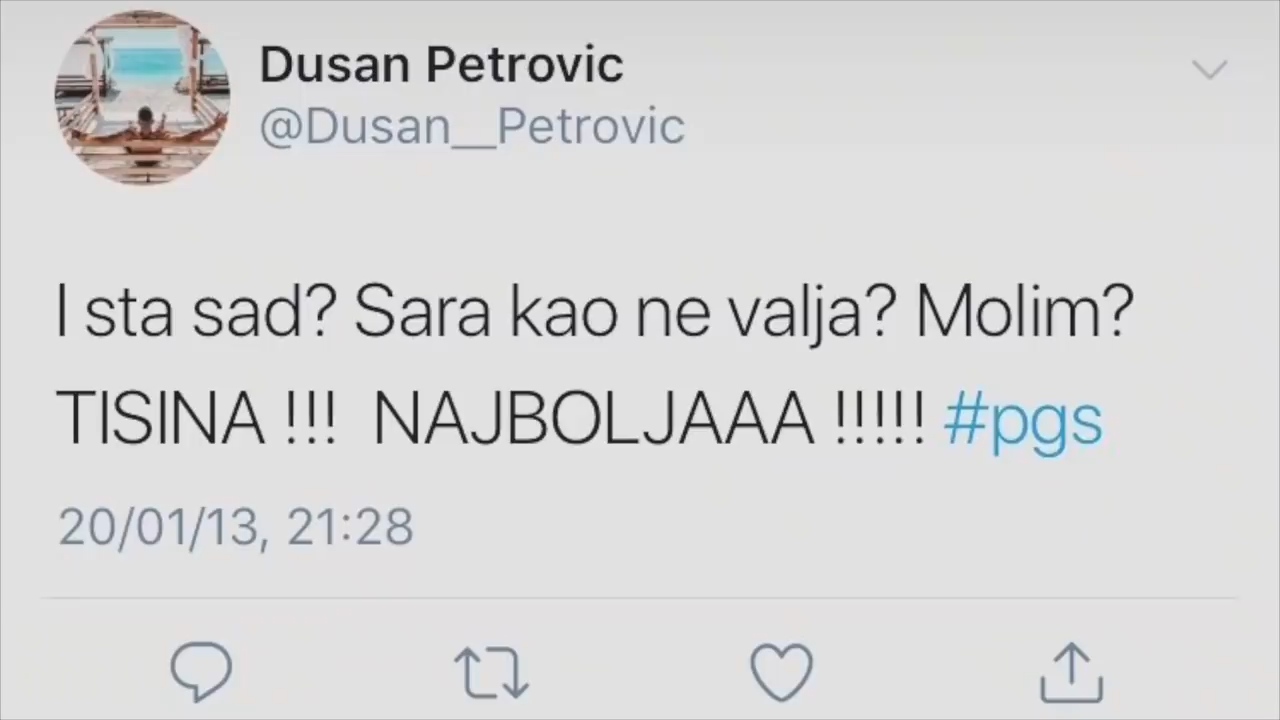 Dusan Petrovic
@Dusan__Petrovic
I sta sad? Sara kao ne valja? Molim?
TISINA !!!  NAJBOLJAAA !!!!! #pgs
20/01/13, 21:28